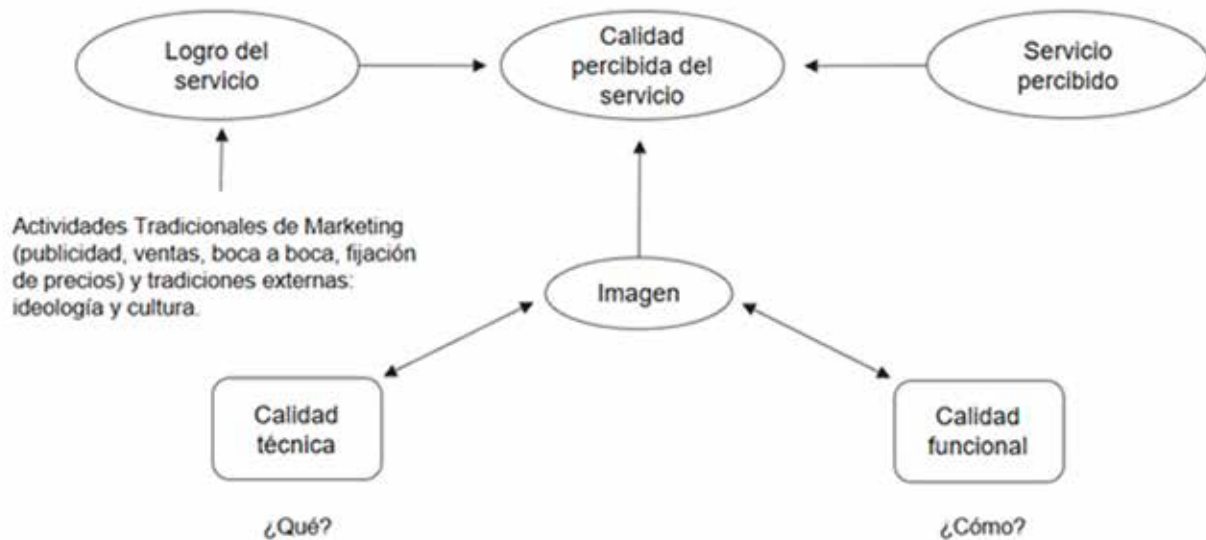 Logro del
servicio
Calidad
percibida del
servicio
Servicio
percibido
Actividades Tradicionales de Marketing
(publicidad, ventas, boca a boca, fijación
de precios) y tradiciones externas:
ideología y cultura.
Imagen
Calidad
técnica
Calidad
funcional
¿Qué?
¿Cómo?